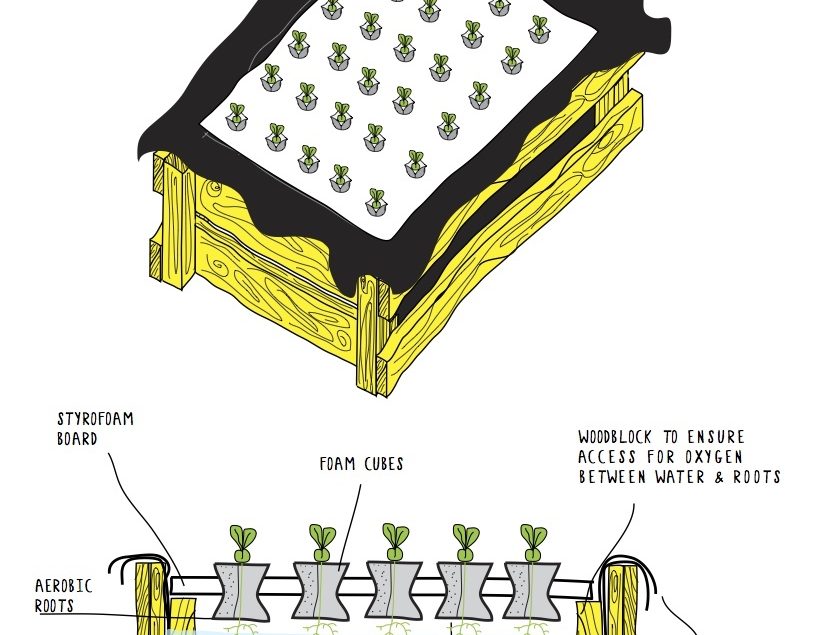 STYROFOAM
BOARD
FOAM CUBES
WOODBLOCK TO ENSURE
ACCESS FOR OXYGEN
BETWEEN WATER & ROOTS
AEROBIC
ROOTS